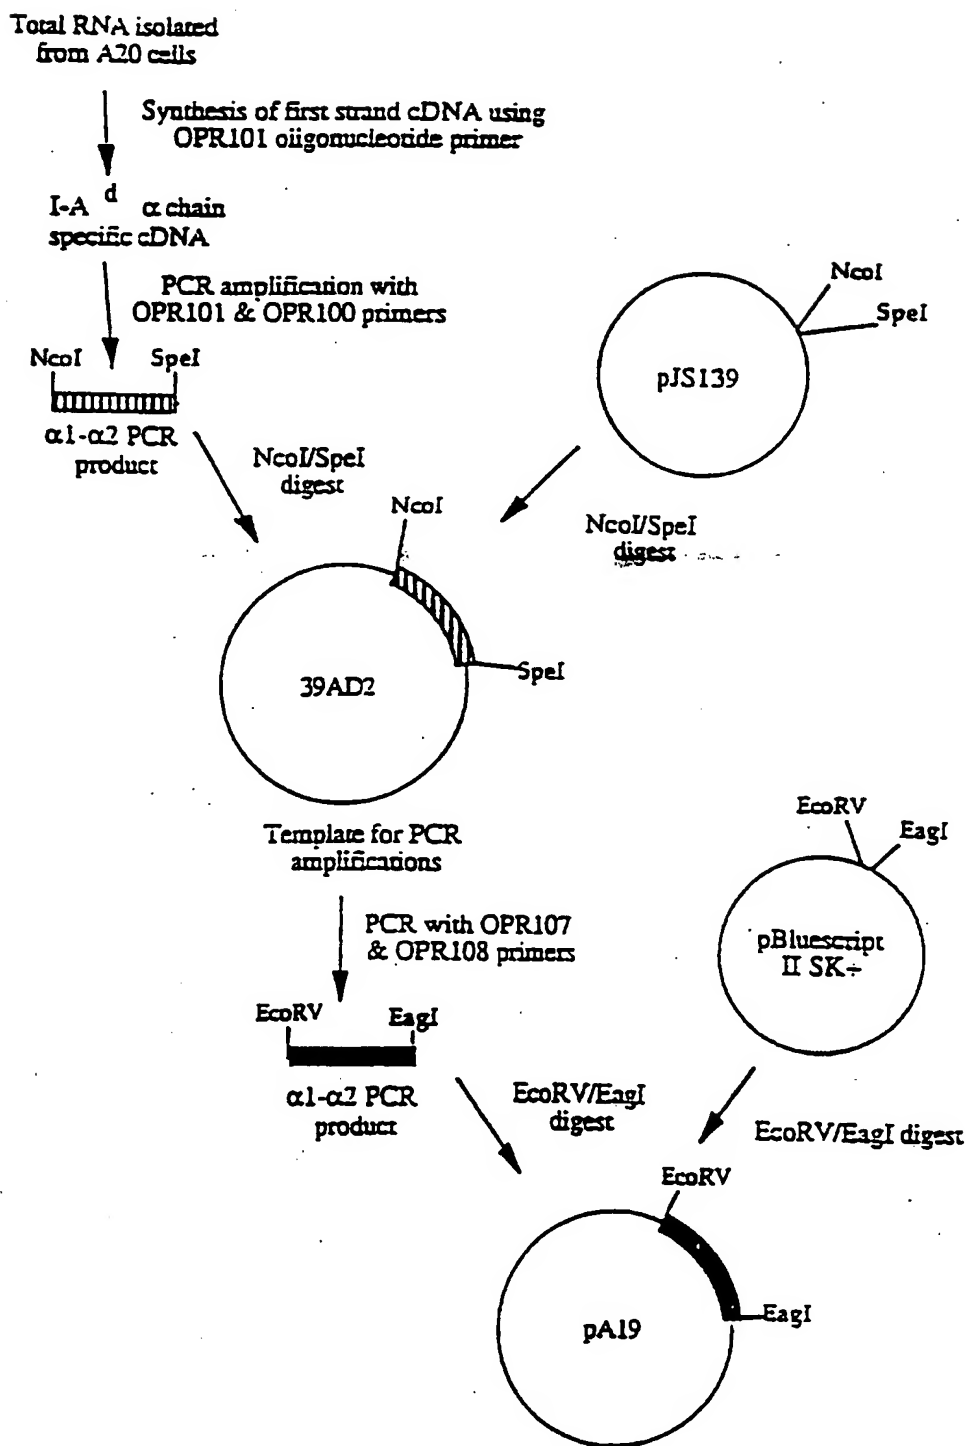 Total RNA isolated
from A20 cells
Synthesis of first strand cDNA using
OPR101 oligonucleotide primer
I-A d α chain
specific cDNA
PCR amplification with
OPR101 & OPR100 primers
NcoI SpeI
α1-α2 PCR
product
NcoI/SpeI
digest
NcoI
SpeI
pJS139
NcoI/SpeI
digest
NcoI
SpeI
39AD2
Template for PCR
amplifications
PCR with OPR107
& OPR108 primers
EcoRV EagI
α1-α2 PCR
product
EcoRV/EagI
digest
EcoRV
EagI
pBluescript
II SK+
EcoRV/EagI digest
EcoRV
EagI
pA19